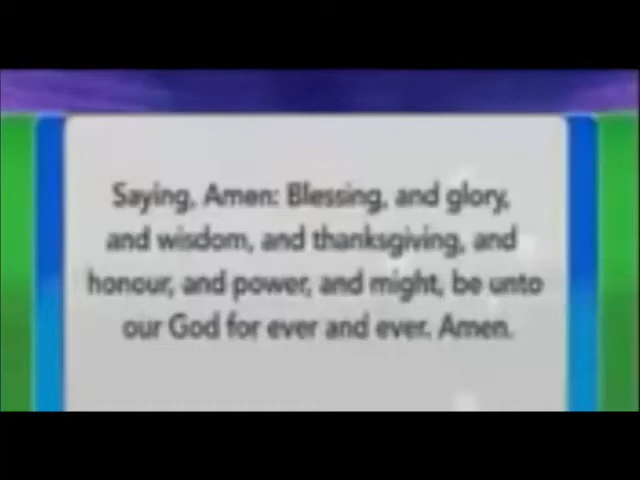 Saying, Amen: Blessing, and glory,
and wisdom, and thanksgiving, and
honour, and power, and might, be unto
our God for ever and ever. Amen.